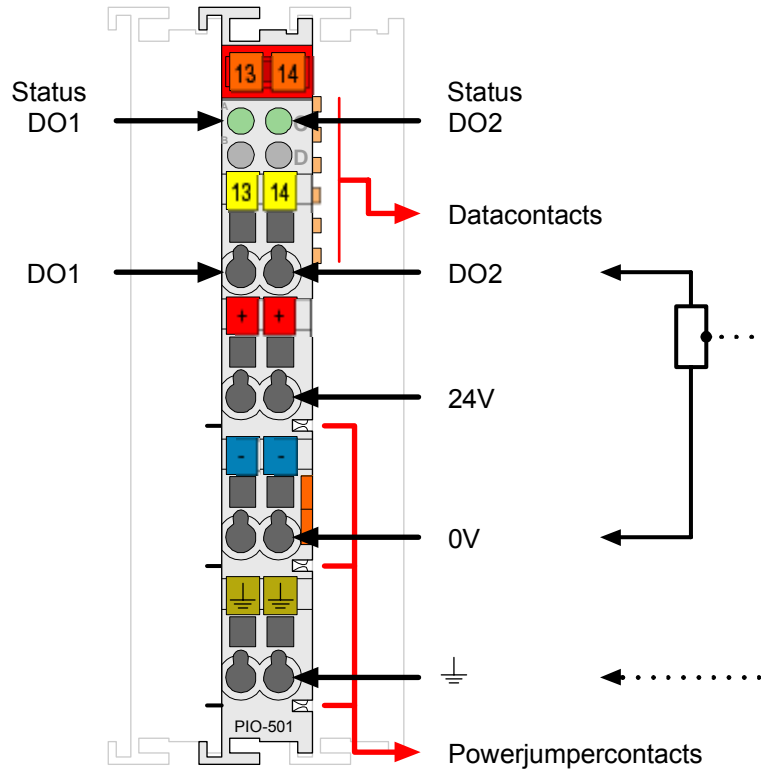 13 14
Status
DO1
Status
DO2
A
C
B
D
13 14
Datacontacts
DO1
DO2
+ +
24V
- -
0V
PIO-501
Powerjumpercontacts